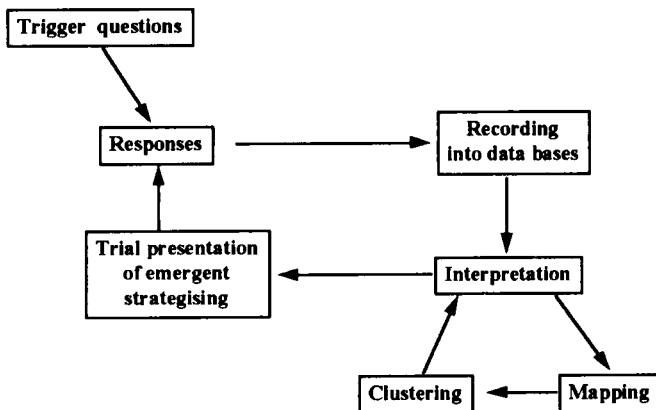 Trigger questions
Responses
Recording
into data bases
Trial presentation
of emergent
strategising
Interpretation
Clustering
Mapping